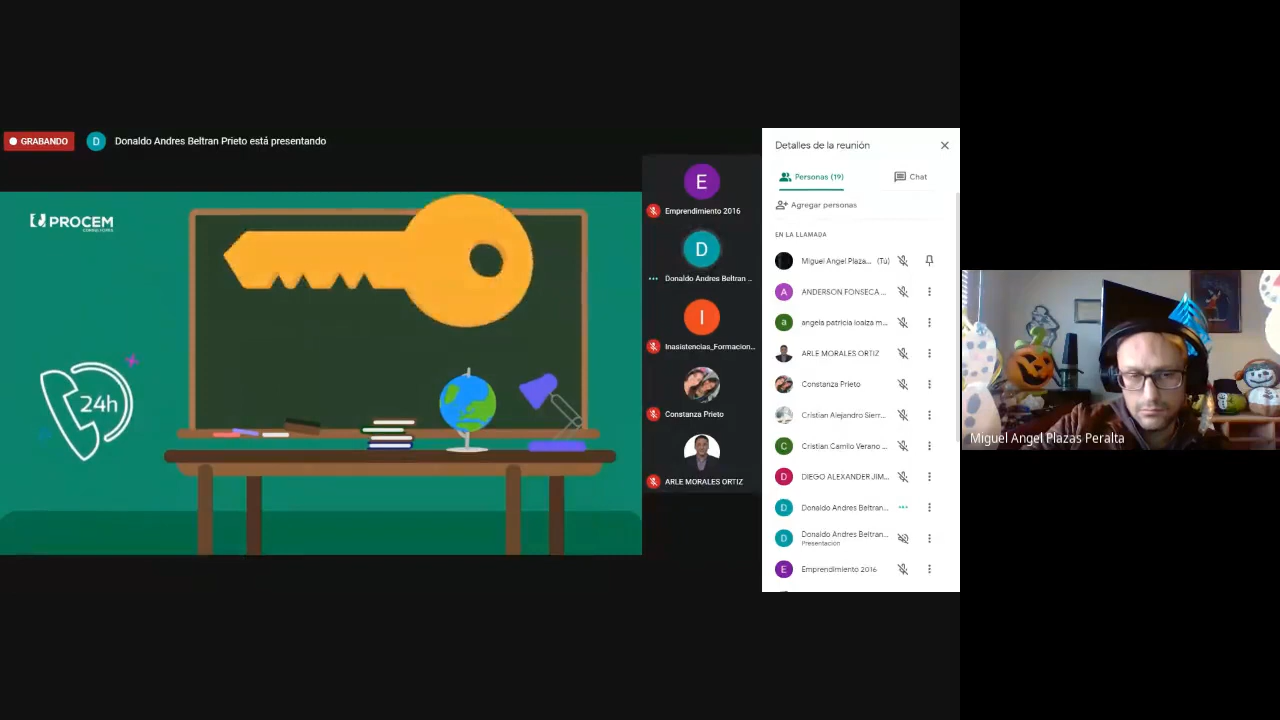 GRABANDO
D
Donaldo Andres Beltran Prieto está presentando
PROCEM
24h
E
Emprendimiento 2016
D
Donaldo Andres Beltran ...
I
Inasistencias_Formacion...
Constanza Prieto
ARLE MORALES ORTIZ
Detalles de la reunión
Personas (19)
Chat
Agregar personas
EN LA LLAMADA
Miguel Angel Plaza... (Tú)
A
ANDERSON FONSECA ...
a
angela patricia loaiza m...
ARLE MORALES ORTIZ
Constanza Prieto
Cristian Alejandro Sierr...
C
Cristian Camilo Verano ...
D
DIEGO ALEXANDER JIM...
D
Donaldo Andres Beltran...
D
Donaldo Andres Beltran...
Presentación
E
Emprendimiento 2016
Miguel Angel Plazas Peralta